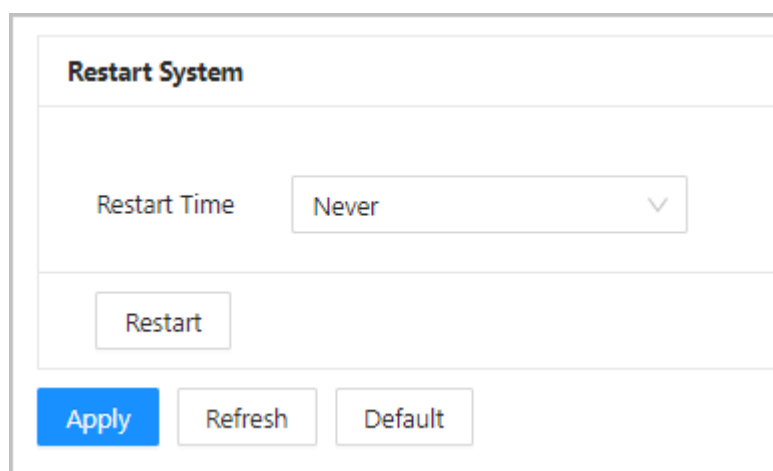 Restart System
Restart Time Never
Restart
Apply Refresh Default